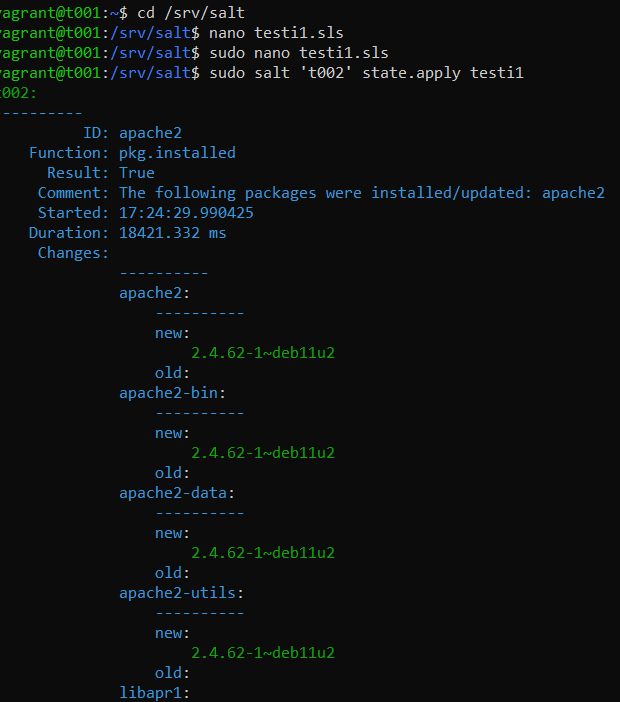 vagrant@t001:~$ cd /srv/salt
vagrant@t001:/srv/salt$ nano testi1.sls
vagrant@t001:/srv/salt$ sudo nano testi1.sls
vagrant@t001:/srv/salt$ sudo salt 't002' state.apply testi1
t002:
----------
ID: apache2
Function: pkg.installed
Result: True
Comment: The following packages were installed/updated: apache2
Started: 17:24:29.990425
Duration: 18421.332 ms
Changes:
----------
apache2:
----------
new:
2.4.62-1~deb11u2
old:
apache2-bin:
----------
new:
2.4.62-1~deb11u2
old:
apache2-data:
----------
new:
2.4.62-1~deb11u2
old:
apache2-utils:
----------
new:
2.4.62-1~deb11u2
old:
libapr1: